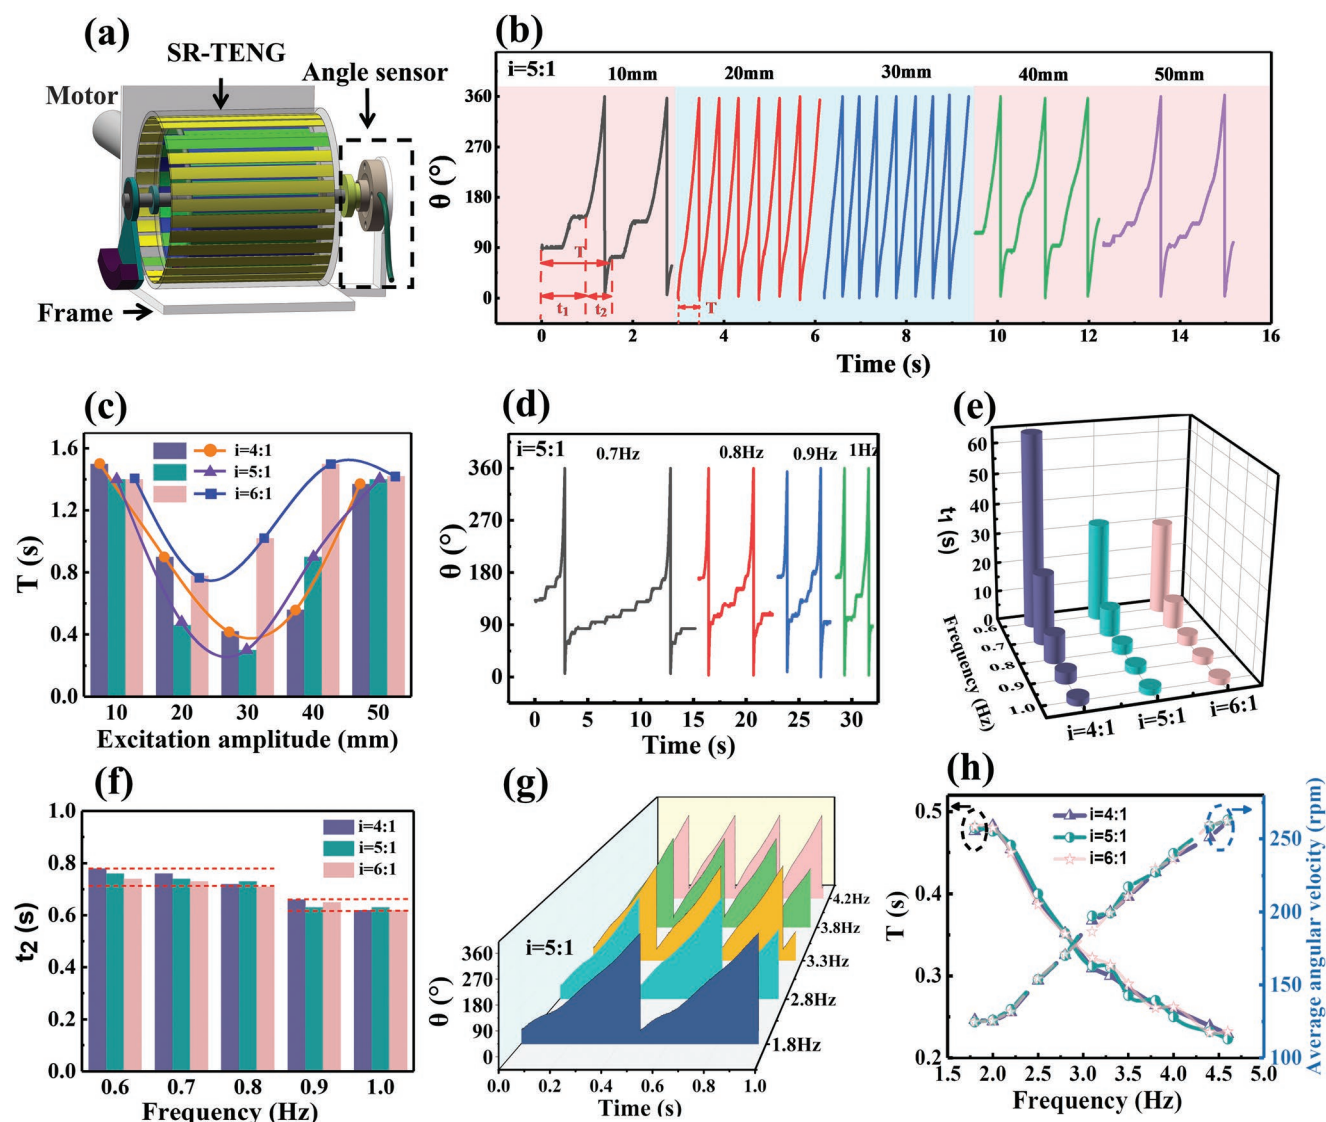 (a)
SR-TENG
Angle sensor
Motor
Frame
(b)
i=5:1
10mm
20mm
30mm
40mm
50mm
360
270
180
90
0
θ (°)
T
t1
t2
T
0 2 4 6 8 10 12 14 16
Time (s)
(c)
1.6
1.2
0.8
0.4
0.0
T (s)
i=4:1
i=5:1
i=6:1
10 20 30 40 50
Excitation amplitude (mm)
(d)
i=5:1
0.7Hz
0.8Hz
0.9Hz
1Hz
360
270
180
90
0
θ (°)
0 5 10 15 20 25 30
Time (s)
(e)
60
50
40
30
20
10
0
t1 (s)
0.6
0.7
0.8
0.9
1.0
Frequency (Hz)
i=4:1
i=5:1
i=6:1
(f)
1.0
0.8
0.6
0.4
0.2
0.0
t2 (s)
i=4:1
i=5:1
i=6:1
0.6 0.7 0.8 0.9 1.0
Frequency (Hz)
(g)
i=5:1
360
270
180
90
0
θ (°)
4.2Hz
3.8Hz
3.3Hz
2.8Hz
1.8Hz
0.0 0.2 0.4 0.6 0.8 1.0
Time (s)
(h)
0.5
0.4
0.3
0.2
T (s)
i=4:1
i=5:1
i=6:1
250
200
150
100
Average angular velocity (rpm)
1.5 2.0 2.5 3.0 3.5 4.0 4.5 5.0
Frequency (Hz)